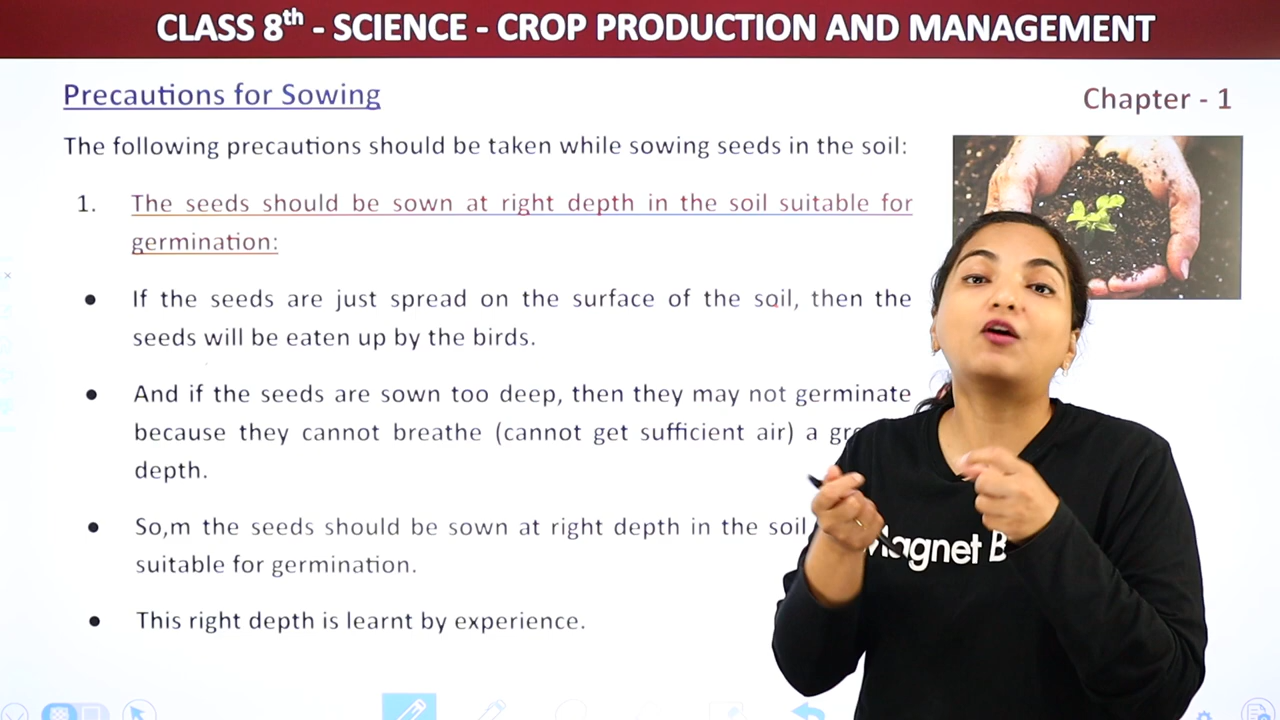 CLASS 8th - SCIENCE - CROP PRODUCTION AND MANAGEMENT
Precautions for Sowing
Chapter - 1
The following precautions should be taken while sowing seeds in the soil:
1. The seeds should be sown at right depth in the soil suitable for
germination:
● If the seeds are just spread on the surface of the soil, then the
seeds will be eaten up by the birds.
● And if the seeds are sown too deep, then they may not germinate
because they cannot breathe (cannot get sufficient air) a
depth.
● So,m the seeds should be sown at right depth in the soil
suitable for germination.
● This right depth is learnt by experience.
Magnet B